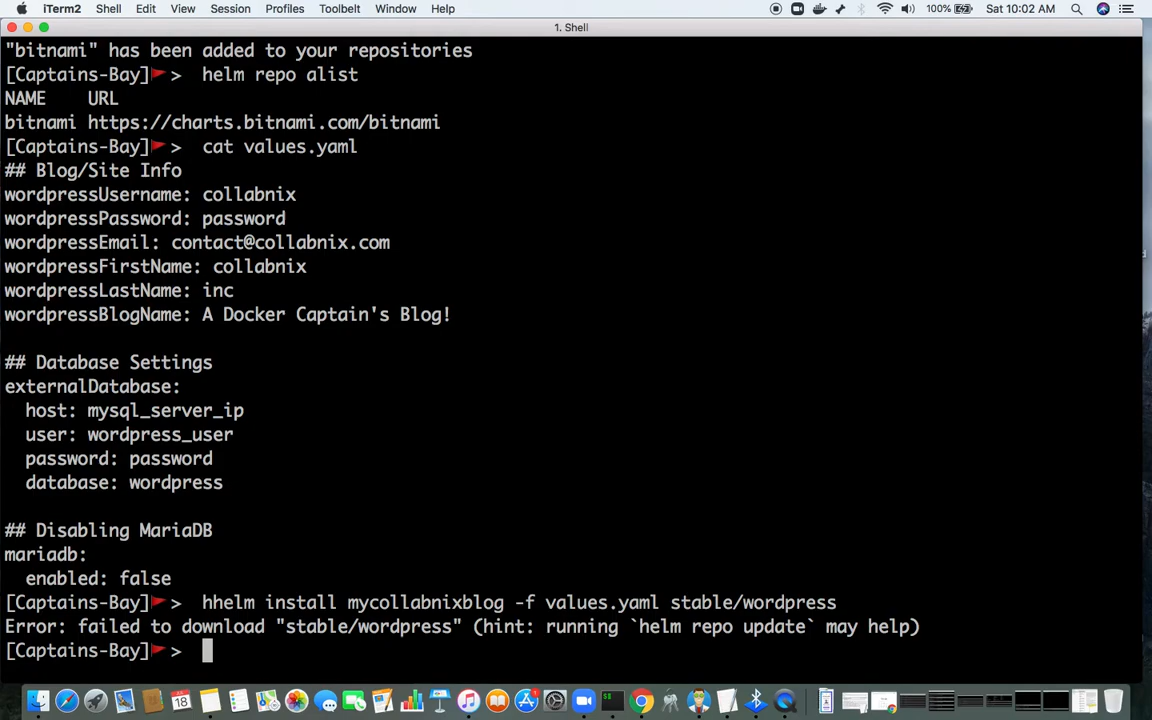 iTerm2 Shell Edit View Session Profiles Toolbelt Window Help 100% Sat 10:02 AM
1. Shell
"bitnami" has been added to your repositories
[Captains-Bay]🚩 >  helm repo alist
NAME    URL
bitnami https://charts.bitnami.com/bitnami
[Captains-Bay]🚩 >  cat values.yaml
## Blog/Site Info
wordpressUsername: collabnix
wordpressPassword: password
wordpressEmail: contact@collabnix.com
wordpressFirstName: collabnix
wordpressLastName: inc
wordpressBlogName: A Docker Captain's Blog!
## Database Settings
externalDatabase:
  host: mysql_server_ip
  user: wordpress_user
  password: password
  database: wordpress
## Disabling MariaDB
mariadb:
  enabled: false
[Captains-Bay]🚩 >  hhelm install mycollabnixblog -f values.yaml stable/wordpress
Error: failed to download "stable/wordpress" (hint: running `helm repo update` may help)
[Captains-Bay]🚩 >
18